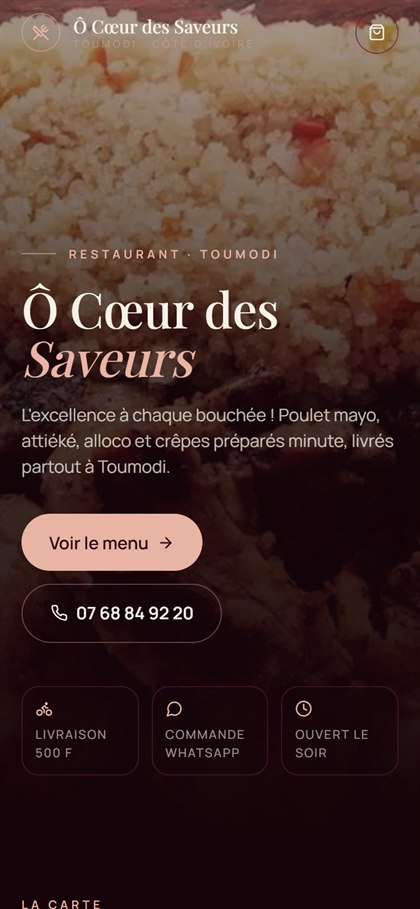 Ô Cœur des Saveurs
TOUMODI · CÔTE D'IVOIRE
RESTAURANT · TOUMODI
Ô Cœur des
Saveurs
L'excellence à chaque bouchée ! Poulet mayo,
attiéké, alloco et crêpes préparés minute, livrés
partout à Toumodi.
Voir le menu →
07 68 84 92 20
LIVRAISON
500 F
COMMANDE
WHATSAPP
OUVERT LE
SOIR
LA CARTE